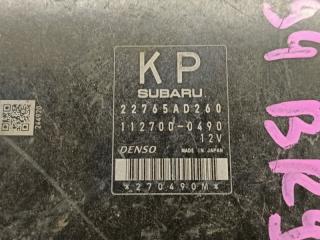 KP
SUBARU
22765AD260
112700-0490
12V
DENSO MADE IN JAPAN
*270490M*